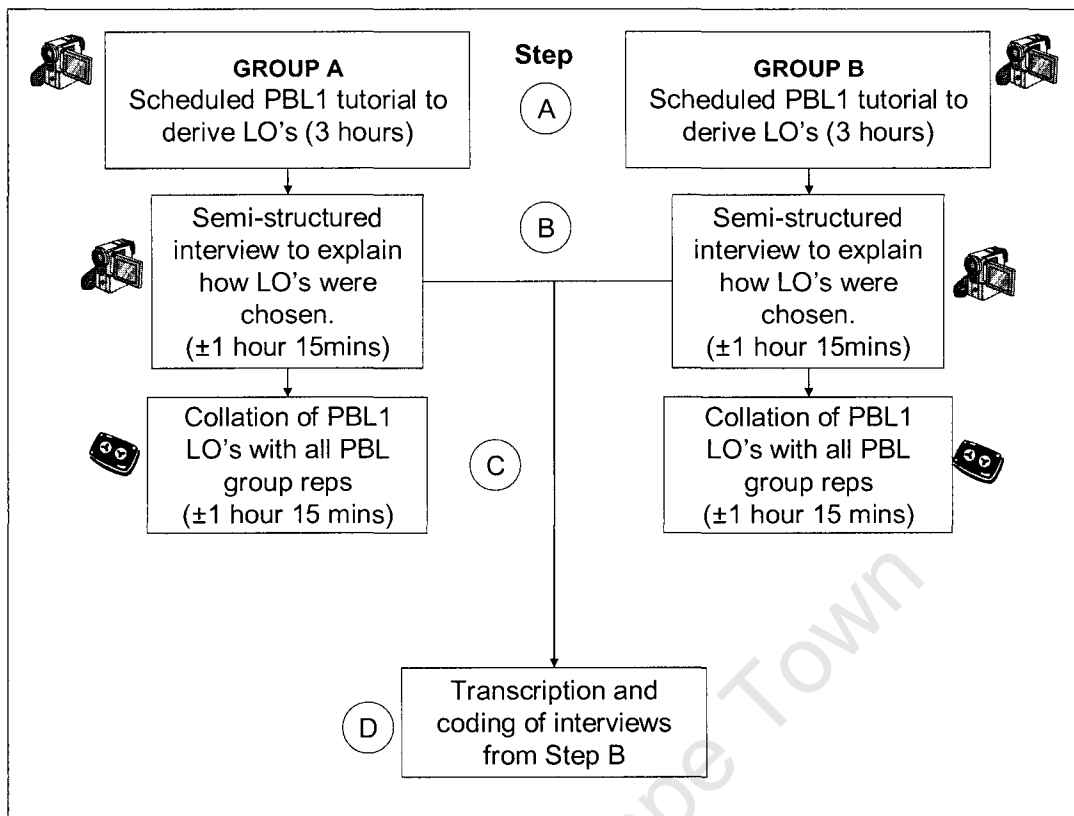 GROUP A
Scheduled PBL1 tutorial to
derive LO's (3 hours)
Step
A
GROUP B
Scheduled PBL1 tutorial to
derive LO's (3 hours)
Semi-structured
interview to explain
how LO's were
chosen.
(±1 hour 15mins)
B
Semi-structured
interview to explain
how LO's were
chosen.
(±1 hour 15mins)
Collation of PBL1
LO's with all PBL
group reps
(±1 hour 15 mins)
C
Collation of PBL1
LO's with all PBL
group reps
(±1 hour 15 mins)
D
Transcription and
coding of interviews
from Step B
Town